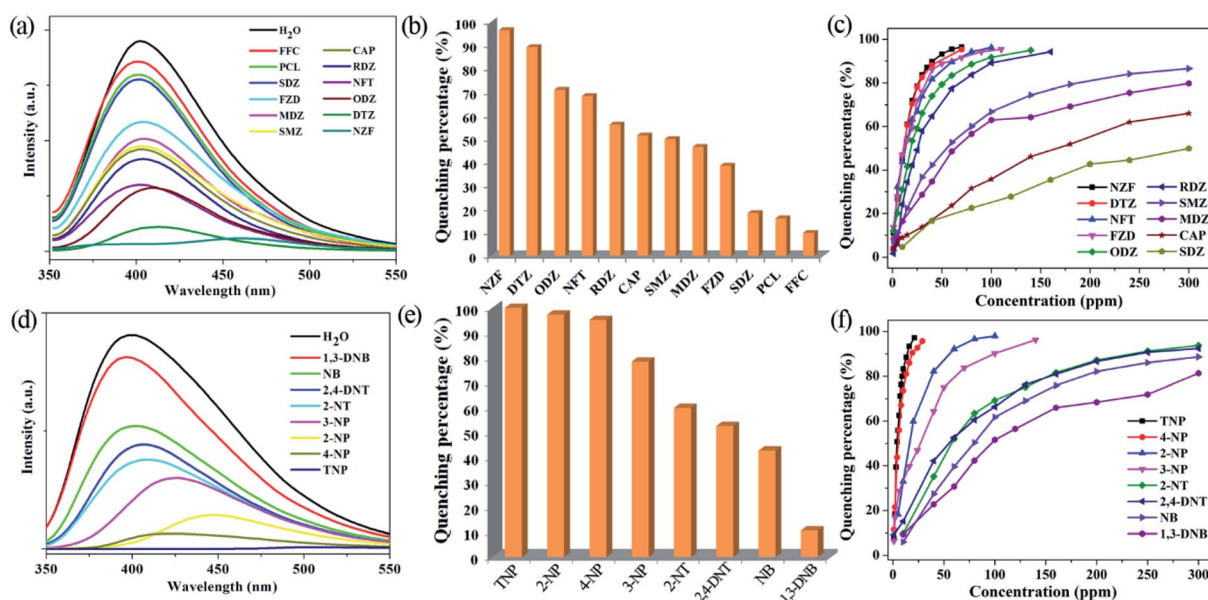 (a)
Intensity (a.u.)
H₂O
FFC CAP
PCL RDZ
SDZ NFT
FZD ODZ
MDZ DTZ
SMZ NZF
350 400 450 500 550
Wavelength (nm)
(b)
Quenching percentage (%)
100
90
80
70
60
50
40
30
20
10
0
NZF DTZ ODZ NFT RDZ CAP SMZ MDZ FZD SDZ PCL FFC
(c)
Quenching percentage (%)
100
80
60
40
20
0
NZF RDZ
DTZ SMZ
NFT MDZ
FZD CAP
ODZ SDZ
0 50 100 150 200 250 300
Concentration (ppm)
(d)
Intensity (a.u.)
H₂O
1,3-DNB
NB
2,4-DNT
2-NT
3-NP
2-NP
4-NP
TNP
350 400 450 500 550
Wavelength (nm)
(e)
Quenching percentage (%)
100
90
80
70
60
50
40
30
20
10
0
TNP 2-NP 4-NP 3-NP 2-NT 2,4-DNT NB 1,3-DNB
(f)
Quenching percentage (%)
100
80
60
40
20
0
TNP
4-NP
2-NP
3-NP
2-NT
2,4-DNT
NB
1,3-DNB
0 50 100 150 200 250 300
Concentration (ppm)